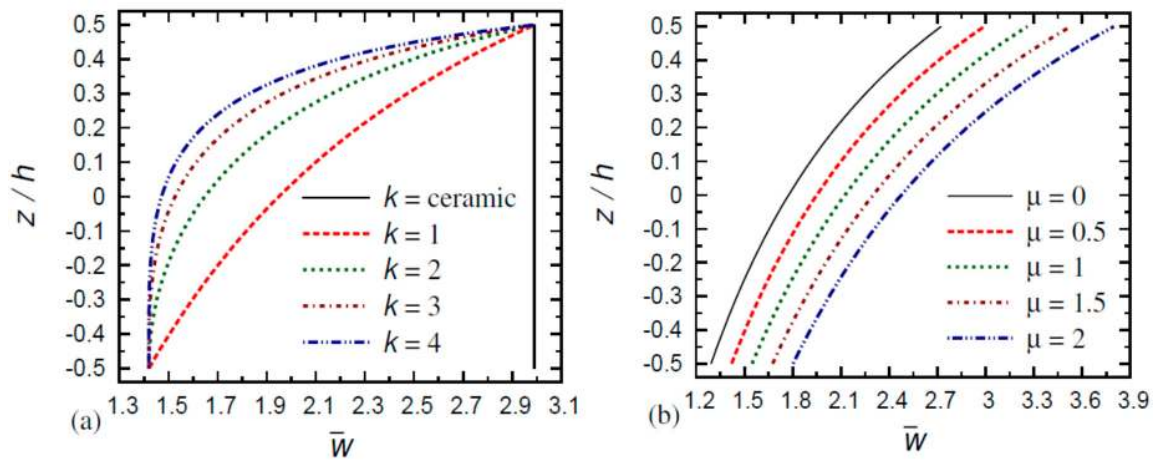 0.5
0.4
0.3
0.2
0.1
0
-0.1
-0.2
-0.3
-0.4
-0.5
z / h
k = ceramic
k = 1
k = 2
k = 3
k = 4
1.3 1.5 1.7 1.9 2.1 2.3 2.5 2.7 2.9 3.1
(a)
w̄
0.5
0.4
0.3
0.2
0.1
0
-0.1
-0.2
-0.3
-0.4
-0.5
z / h
μ = 0
μ = 0.5
μ = 1
μ = 1.5
μ = 2
1.2 1.5 1.8 2.1 2.4 2.7 3 3.3 3.6 3.9
(b)
w̄